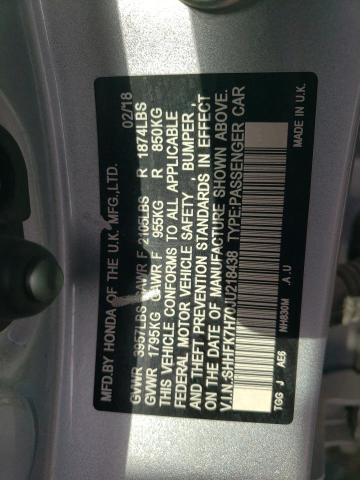 MFD.BY HONDA OF THE U.K. MFG.,LTD. 02/18
GVWR 3957LBS GAWR F 2105LBS R 1874LBS
GVWR 1795KG GAWR F 955KG R 850KG
THIS VEHICLE CONFORMS TO ALL APPLICABLE
FEDERAL MOTOR VEHICLE SAFETY , BUMPER ,
AND THEFT PREVENTION STANDARDS IN EFFECT
ON THE DATE OF MANUFACTURE SHOWN ABOVE.
V.I.N.:SHHFK7H70JU218438 TYPE:PASSENGER CAR
NH830M .A .U MADE IN U.K.
TGG J AE6